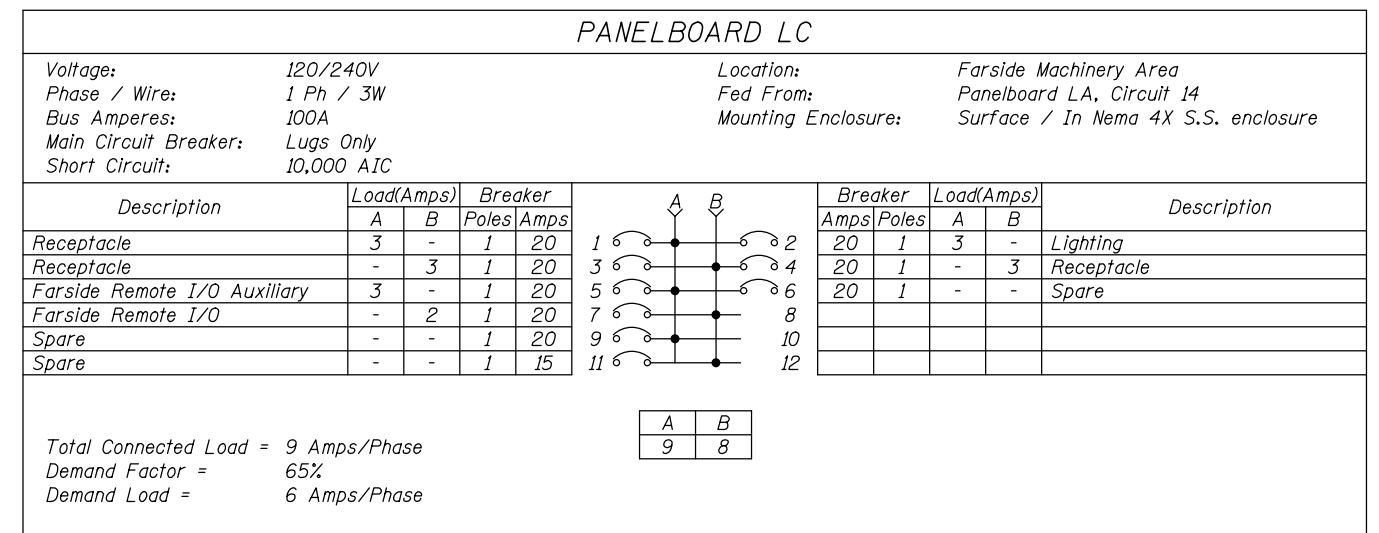 PANELBOARD LC
Voltage: 120/240V Location: Farside Machinery Area
Phase / Wire: 1 Ph / 3W Fed From: Panelboard LA, Circuit 14
Bus Amperes: 100A Mounting Enclosure: Surface / In Nema 4X S.S. enclosure
Main Circuit Breaker: Lugs Only
Short Circuit: 10,000 AIC
Description Load(Amps) Breaker A B Breaker Load(Amps) Description
A B Poles Amps Amps Poles A B
Receptacle 3 - 1 20 1 2 20 1 3 - Lighting
Receptacle - 3 1 20 3 4 20 1 - 3 Receptacle
Farside Remote I/O Auxiliary 3 - 1 20 5 6 20 1 - - Spare
Farside Remote I/O - 2 1 20 7 8
Spare - - 1 20 9 10
Spare - - 1 15 11 12
A B
9 8
Total Connected Load = 9 Amps/Phase
Demand Factor = 65%
Demand Load = 6 Amps/Phase